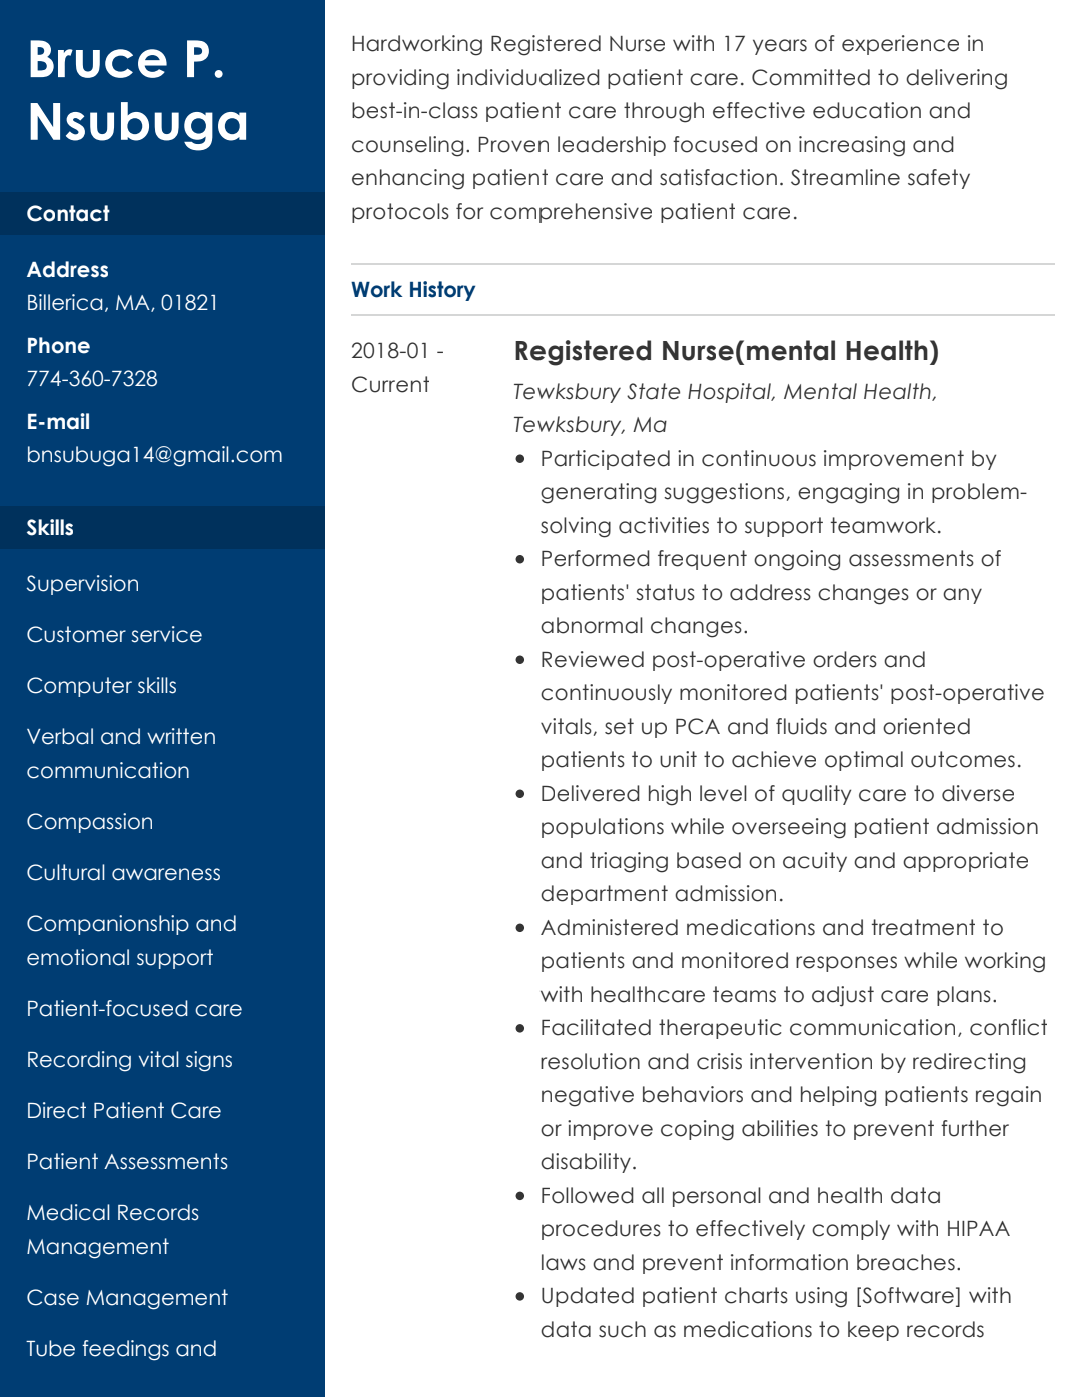 Bruce P.
Nsubuga
Contact
Address
Billerica, MA, 01821
Phone
774-360-7328
E-mail
bnsubuga14@gmail.com
Skills
Supervision
Customer service
Computer skills
Verbal and written
communication
Compassion
Cultural awareness
Companionship and
emotional support
Patient-focused care
Recording vital signs
Direct Patient Care
Patient Assessments
Medical Records
Management
Case Management
Tube feedings and
Hardworking Registered Nurse with 17 years of experience in
providing individualized patient care. Committed to delivering
best-in-class patient care through effective education and
counseling. Proven leadership focused on increasing and
enhancing patient care and satisfaction. Streamline safety
protocols for comprehensive patient care.
Work History
2018-01 -
Current
Registered Nurse(mental Health)
Tewksbury State Hospital, Mental Health,
Tewksbury, Ma
• Participated in continuous improvement by
generating suggestions, engaging in problem-
solving activities to support teamwork.
• Performed frequent ongoing assessments of
patients' status to address changes or any
abnormal changes.
• Reviewed post-operative orders and
continuously monitored patients' post-operative
vitals, set up PCA and fluids and oriented
patients to unit to achieve optimal outcomes.
• Delivered high level of quality care to diverse
populations while overseeing patient admission
and triaging based on acuity and appropriate
department admission.
• Administered medications and treatment to
patients and monitored responses while working
with healthcare teams to adjust care plans.
• Facilitated therapeutic communication, conflict
resolution and crisis intervention by redirecting
negative behaviors and helping patients regain
or improve coping abilities to prevent further
disability.
• Followed all personal and health data
procedures to effectively comply with HIPAA
laws and prevent information breaches.
• Updated patient charts using [Software] with
data such as medications to keep records